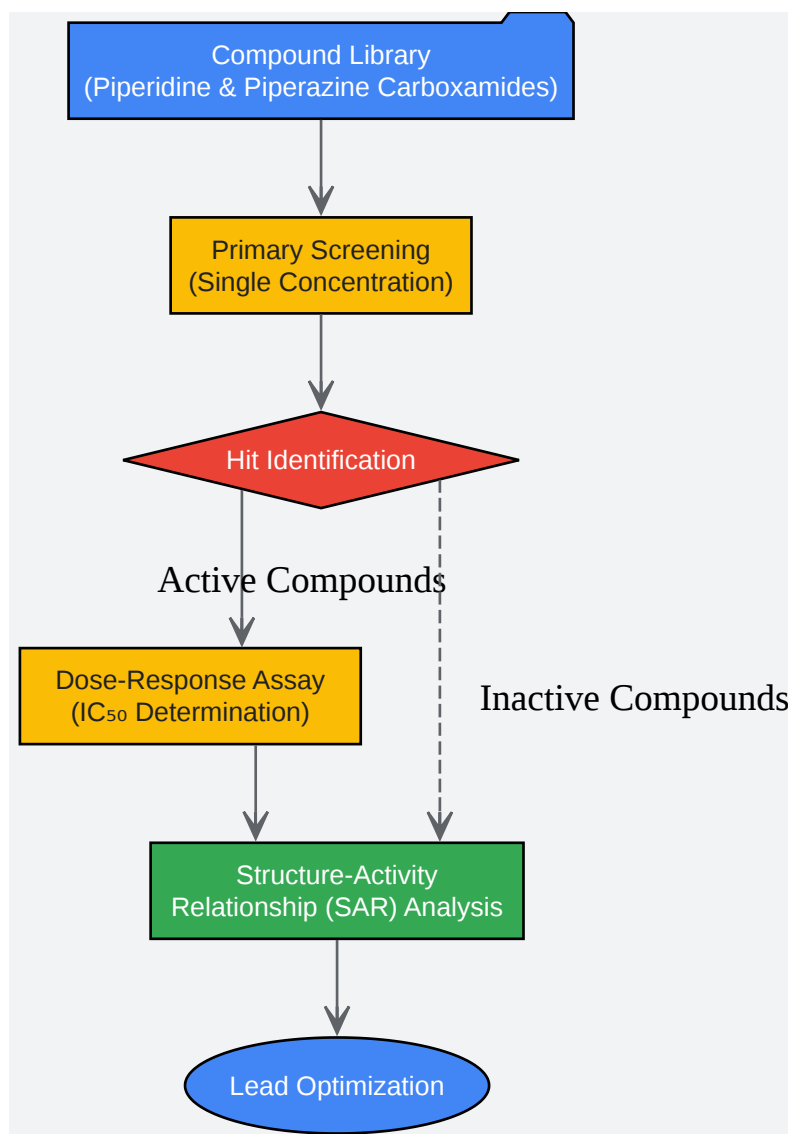 Compound Library
(Piperidine & Piperazine Carboxamides)
Primary Screening
(Single Concentration)
Hit Identification
Active Compounds
Dose-Response Assay
(IC₅₀ Determination)
Inactive Compounds
Structure-Activity
Relationship (SAR) Analysis
Lead Optimization